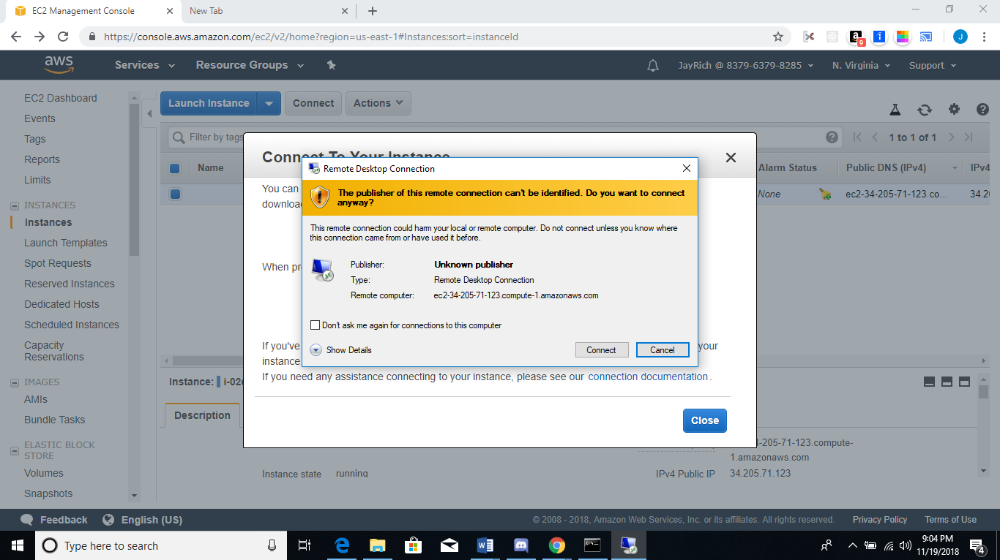 EC2 Management Console
New Tab
https://console.aws.amazon.com/ec2/v2/home?region=us-east-1#Instances:sort=instanceId
a
9
i
J
aws
Services
Resource Groups
JayRich @ 8379-6379-8285
N. Virginia
Support
EC2 Dashboard
Events
Tags
Reports
Limits
INSTANCES
Instances
Launch Templates
Spot Requests
Reserved Instances
Dedicated Hosts
Scheduled Instances
Capacity
Reservations
IMAGES
AMIs
Bundle Tasks
ELASTIC BLOCK
STORE
Volumes
Snapshots
Launch Instance
Connect
Actions
Filter by tags
1 to 1 of 1
Name
Alarm Status
Public DNS (IPv4)
IPv4
None
ec2-34-205-71-123.co...
34.2
Connect To Your Instance
You can
downloa
When pr
If you've
your
instance
If you need any assistance connecting to your instance, please see our connection documentation.
Close
Remote Desktop Connection
The publisher of this remote connection can't be identified. Do you want to connect
anyway?
This remote connection could harm your local or remote computer. Do not connect unless you know where
this connection came from or have used it before.
Publisher: Unknown publisher
Type: Remote Desktop Connection
Remote computer: ec2-34-205-71-123.compute-1.amazonaws.com
Don't ask me again for connections to this computer
Show Details
Connect
Cancel
Instance: i-02
Description
4-205-71-123.compute-
1.amazonaws.com
Instance state running
IPv4 Public IP 34.205.71.123
Feedback
English (US)
© 2008 - 2018, Amazon Web Services, Inc. or its affiliates. All rights reserved.
Privacy Policy
Terms of Use
Type here to search
9:04 PM
11/19/2018
4